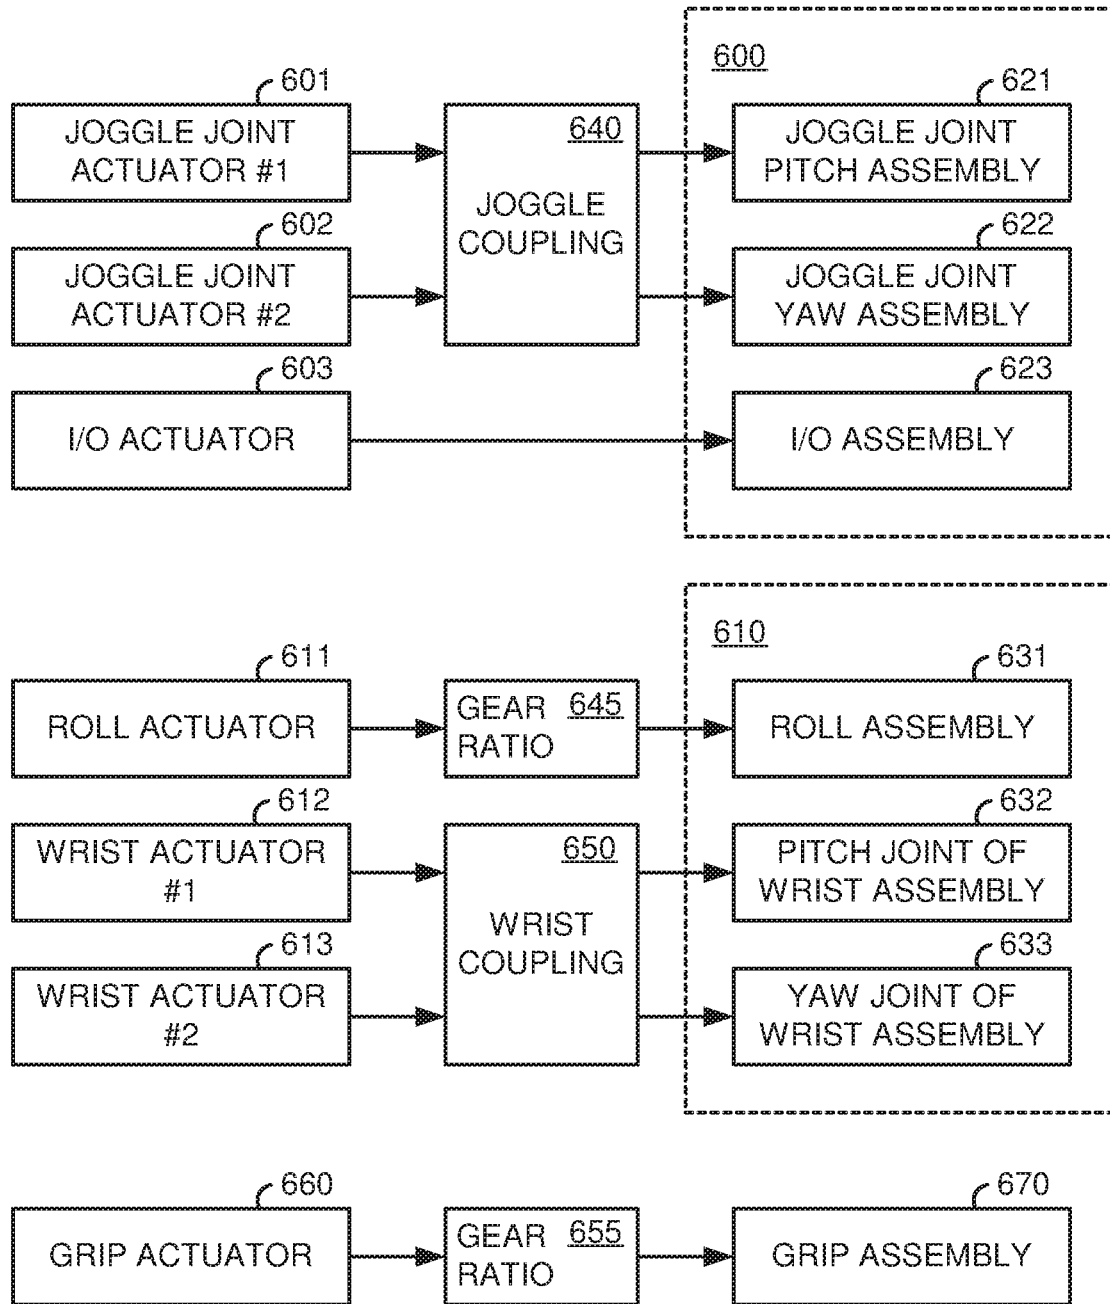 600
601
621
JOGGLE JOINT
ACTUATOR #1
640
JOGGLE
COUPLING
JOGGLE JOINT
PITCH ASSEMBLY
602
622
JOGGLE JOINT
ACTUATOR #2
JOGGLE JOINT
YAW ASSEMBLY
603
623
I/O ACTUATOR
I/O ASSEMBLY
610
611
631
ROLL ACTUATOR
GEAR 645
RATIO
ROLL ASSEMBLY
612
632
WRIST ACTUATOR
#1
650
WRIST
COUPLING
PITCH JOINT OF
WRIST ASSEMBLY
613
633
WRIST ACTUATOR
#2
YAW JOINT OF
WRIST ASSEMBLY
660
670
GRIP ACTUATOR
GEAR 655
RATIO
GRIP ASSEMBLY